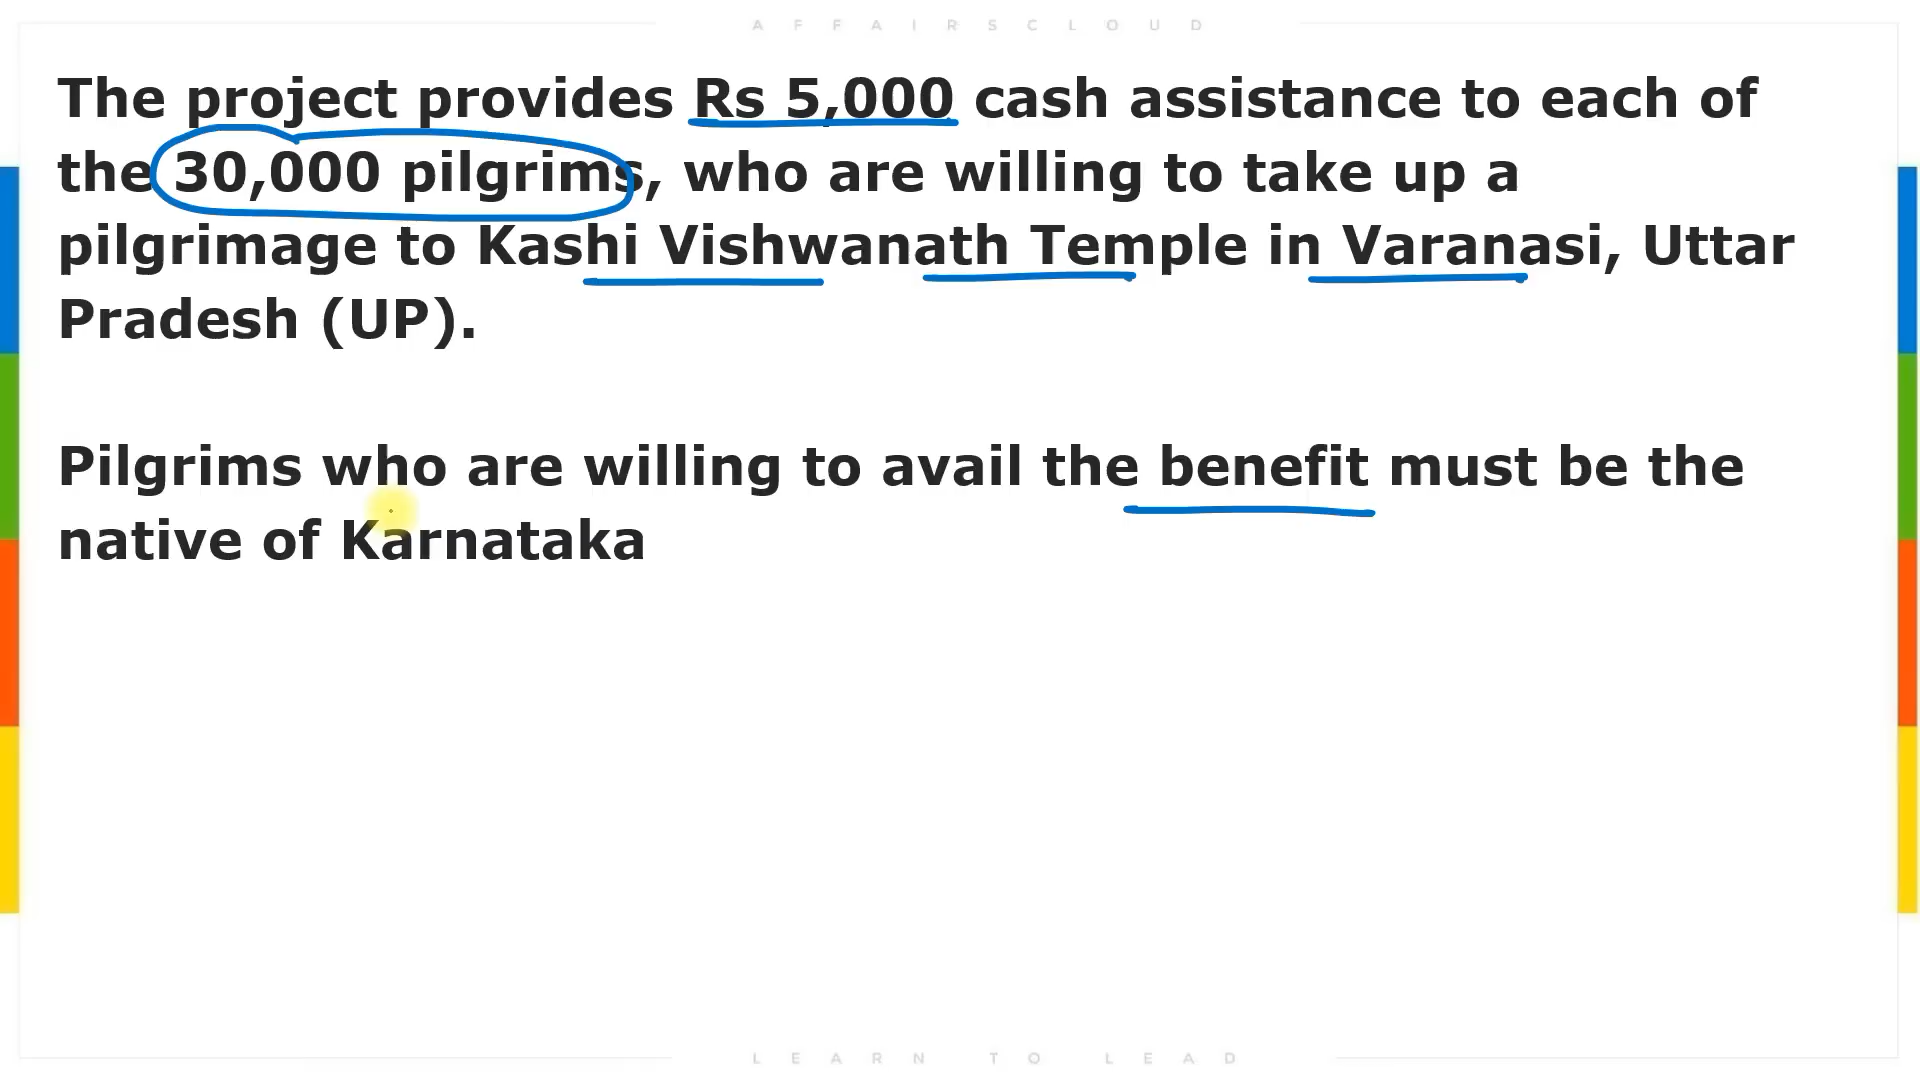 AFFAIRSCLOUD
The project provides Rs 5,000 cash assistance to each of
the 30,000 pilgrims, who are willing to take up a
pilgrimage to Kashi Vishwanath Temple in Varanasi, Uttar
Pradesh (UP).
Pilgrims who are willing to avail the benefit must be the
native of Karnataka
LEARN TO LEAD